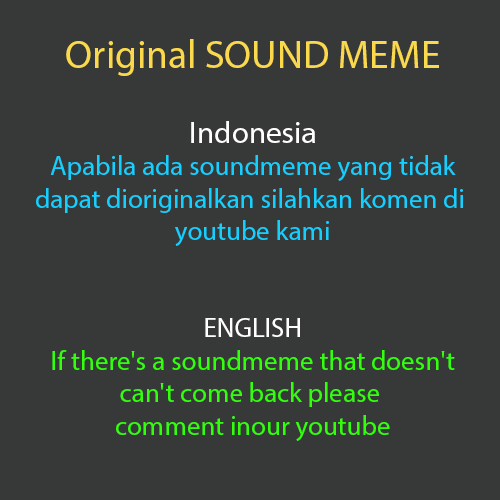 Original SOUND MEME
Indonesia
Apabila ada soundmeme yang tidak
dapat dioriginalkan silahkan komen di
youtube kami
ENGLISH
If there's a soundmeme that doesn't
can't come back please
comment inour youtube